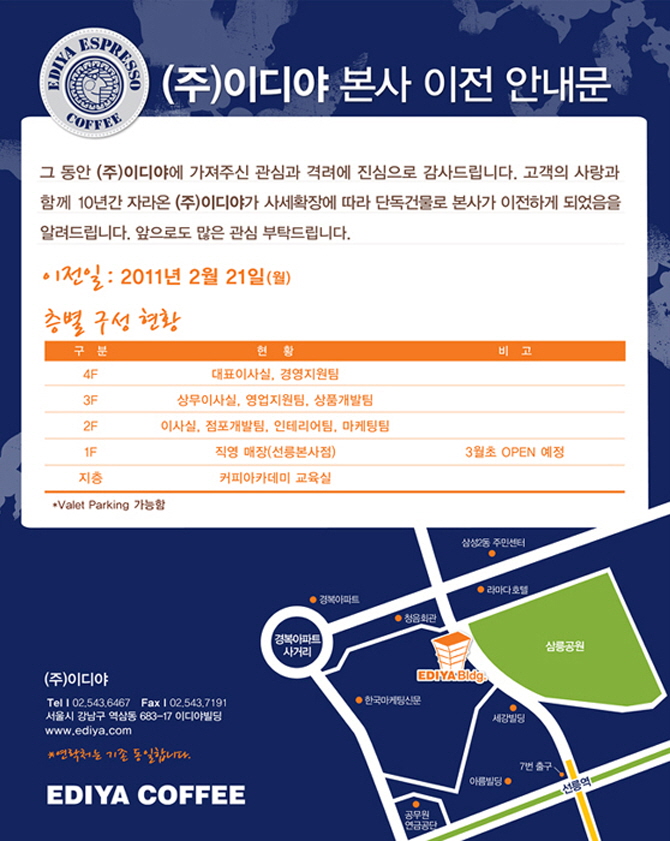 EDIYA ESPRESSO
COFFEE
(주)이디야 본사 이전 안내문
그 동안 (주)이디야에 가져주신 관심과 격려에 진심으로 감사드립니다. 고객의 사랑과
함께 10년간 자라온 (주)이디야가 사세확장에 따라 단독건물로 본사가 이전하게 되었음을
알려드립니다. 앞으로도 많은 관심 부탁드립니다.
이전일 : 2011년 2월 21일(월)
층별 구성 현황
구 분 현 황 비 고
4F 대표이사실, 경영지원팀
3F 상무이사실, 영업지원팀, 상품개발팀
2F 이사실, 점포개발팀, 인테리어팀, 마케팅팀
1F 직영 매장(선릉본사점) 3월초 OPEN 예정
지층 커피아카데미 교육실
*Valet Parking 가능함
삼성2동 주민센터
라마다호텔
경복아파트
청음회관
경복아파트
사거리
삼릉공원
EDIYA Bldg.
한국마케팅신문
세강빌딩
7번 출구
선릉역
아름빌딩
공무원
연금공단
(주)이디야
Tel I 02.543.6467 Fax I 02.543.7191
서울시 강남구 역삼동 683-17 이디야빌딩
www.ediya.com
*연락처는 기존 동일합니다.
EDIYA COFFEE